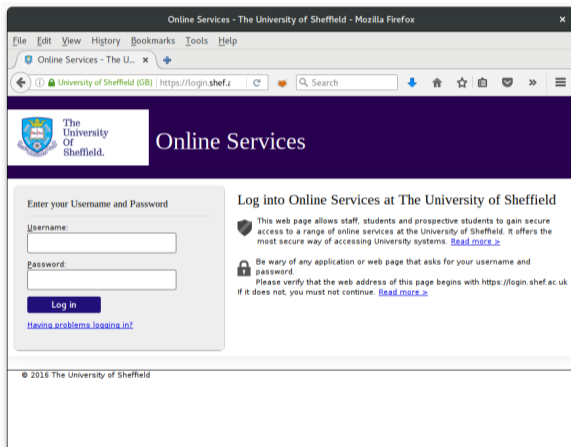 Online Services - The University of Sheffield - Mozilla Firefox
File Edit View History Bookmarks Tools Help
Online Services - The U...
University of Sheffield (GB) https://login.shef.a
Search
The
University
Of
Sheffield.
Online Services
Enter your Username and Password
Username:
Password:
Log in
Having problems logging in?
Log into Online Services at The University of Sheffield
This web page allows staff, students and prospective students to gain secure
access to a range of online services at the University of Sheffield. It offers the
most secure way of accessing University systems. Read more >
Be wary of any application or web page that asks for your username and
password.
Please verify that the web address of this page begins with https://login.shef.ac.uk
If it does not, you must not continue. Read more >
© 2016 The University of Sheffield